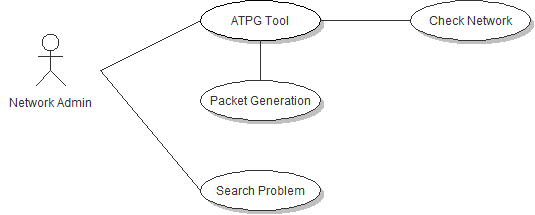 ATPG Tool
Check Network
Network Admin
Packet Generation
Search Problem